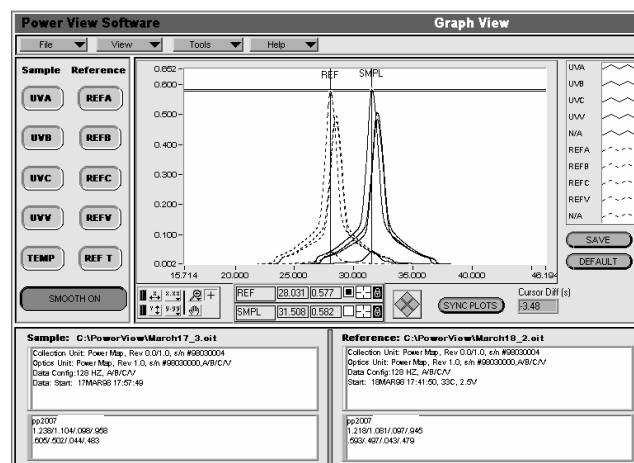 Power View Software Graph View
File View Tools Help
Sample Reference
UVA REFA
UVB REFB
UVC REFC
UVV REFV
TEMP REF T
SMOOTH ON
0.652
0.600
0.500
0.400
0.300
0.200
0.100
0.002
REF SMPL
15.714 20.000 25.000 30.000 35.000 40.000 46.194
UVA
UVB
UVC
UVV
N/A
REFA
REFB
REFC
REFV
N/A
SAVE
DEFAULT
REF 28.031 0.577
SMPL 31.508 0.582
SYNC PLOTS
Cursor Diff (s)
-3.48
Sample: C:\PowerView\March17_3.eit
Collection Unit: Power Map, Rev 0.0/1.0, s/n #98030004
Optics Unit: Power Map, Rev 1.0, s/n #98030000,A/B/C/V
Data Config:128 HZ, A/B/C/V
Data: Start: 17MAR98 17:57:49
pp2007
1.238/1.104/.098/.958
.605/.502/.044/.483
Reference: C:\PowerView\March18_2.eit
Collection Unit: Power Map, Rev 0.0/1.0, s/n #98030004
Optics Unit: Power Map, Rev 1.0, s/n #98030000,A/B/C/V
Data Config:128 HZ, A/B/C/V
Start: 18MAR98 17:41:50, 33C, 2.5V
pp2007
1.218/1.081/.097/.945
.593/.497/.043/.479